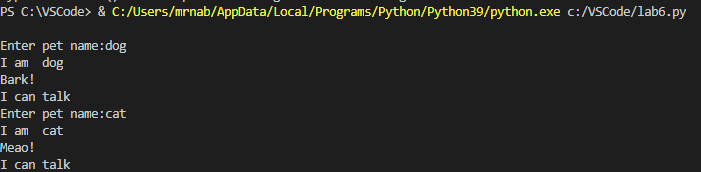 PS C:\VSCode> & C:/Users/mrnab/AppData/Local/Programs/Python/Python39/python.exe c:/VSCode/lab6.py
Enter pet name:dog
I am  dog
Bark!
I can talk
Enter pet name:cat
I am  cat
Meao!
I can talk